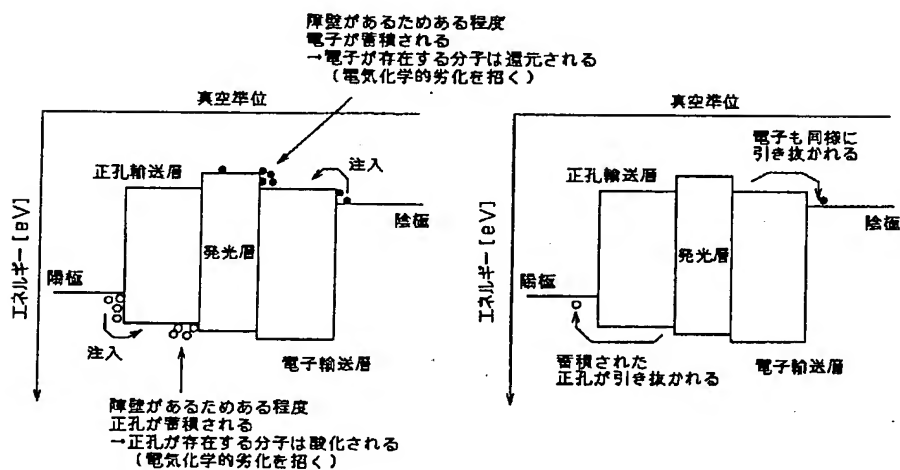 障壁があるためある程度
電子が蓄積される
→電子が存在する分子は還元される
(電気化学的劣化を招く)
真空準位
正孔輸送層
注入
陰極
発光層
陽極
エネルギー[eV]
注入
電子輸送層
障壁があるためある程度
正孔が蓄積される
→正孔が存在する分子は酸化される
(電気化学的劣化を招く)
真空準位
電子も同様に
引き抜かれる
正孔輸送層
陰極
発光層
陽極
エネルギー[eV]
蓄積された
正孔が引き抜かれる
電子輸送層